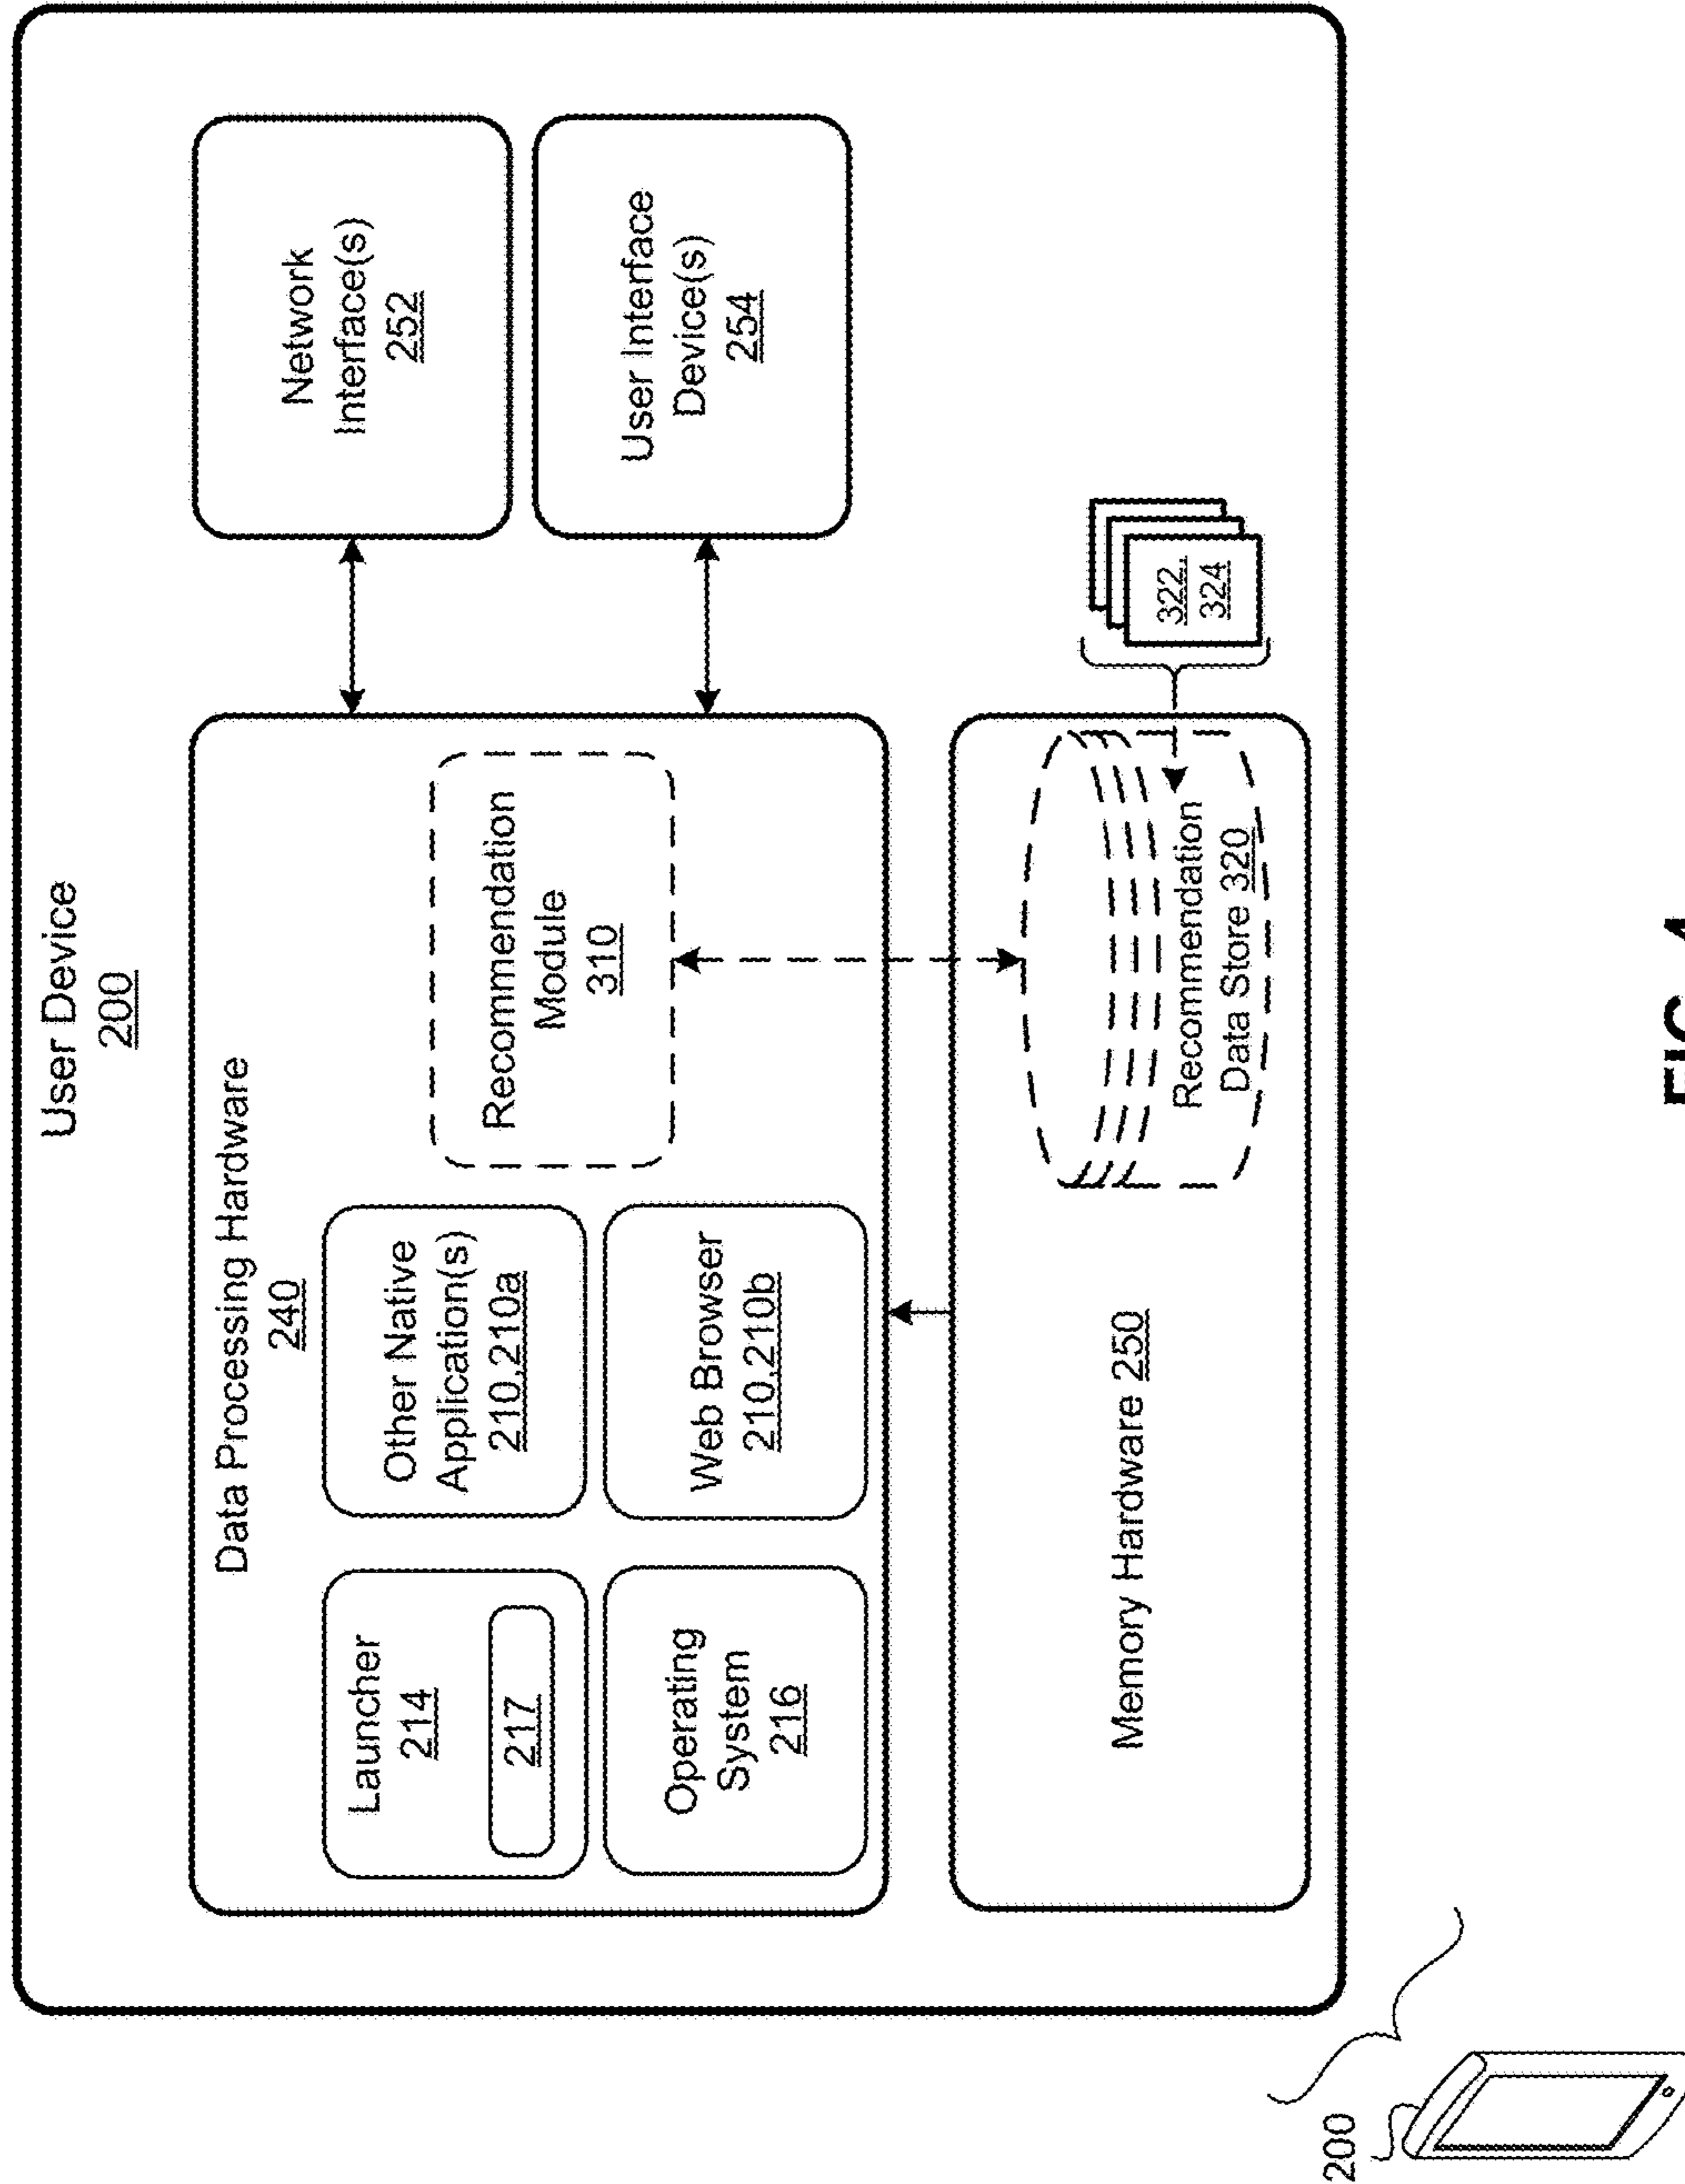 User Device
200
Data Processing Hardware
240
Launcher
214
217
Other Native
Application(s)
210,210a
Operating
System
216
Web Browser
210,210b
Recommendation
Module
310
Network
Interface(s)
252
User Interface
Device(s)
254
Memory Hardware 250
Recommendation
Data Store 320
322,
324
200